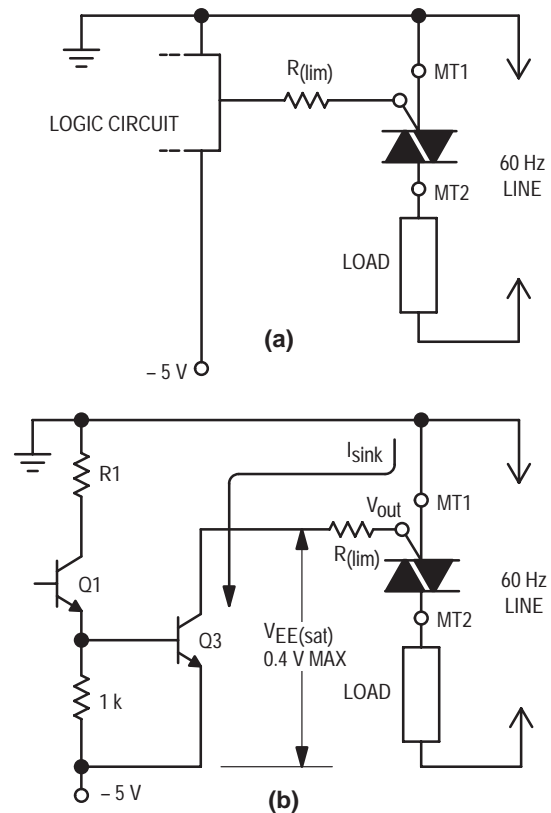 R(lim)
MT1
LOGIC CIRCUIT
60 Hz
LINE
MT2
LOAD
(a)
– 5 V
Isink
R1
Vout
MT1
R(lim)
Q1
60 Hz
LINE
Q3
VEE(sat)
0.4 V MAX
MT2
1 k
LOAD
– 5 V
(b)